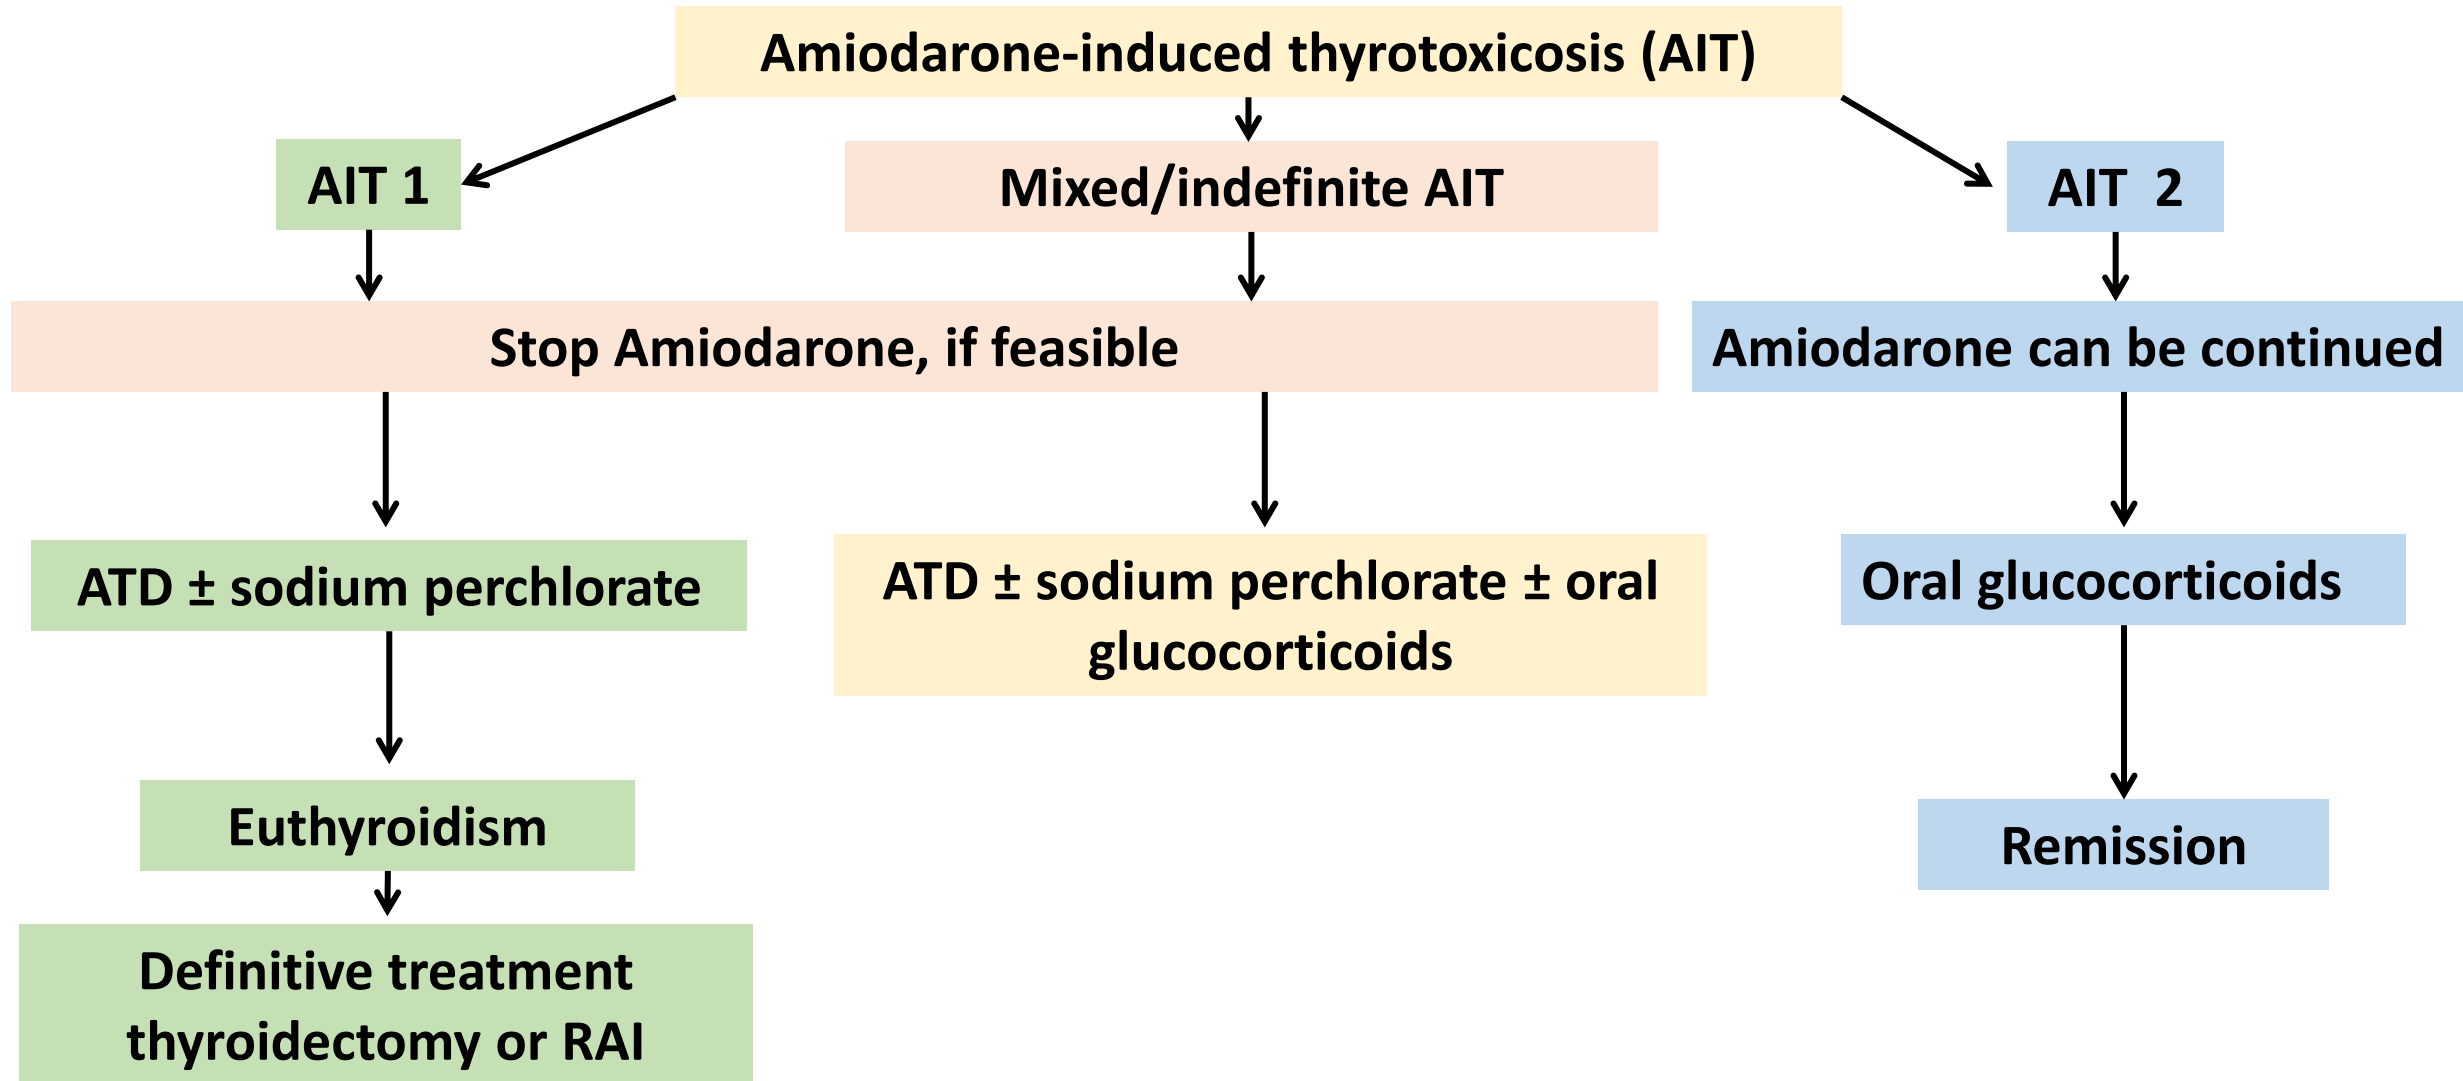 Amiodarone-induced thyrotoxicosis (AIT)
AIT 1
Mixed/indefinite AIT
AIT 2
Stop Amiodarone, if feasible
Amiodarone can be continued
ATD ± sodium perchlorate
ATD ± sodium perchlorate ± oral
glucocorticoids
Oral glucocorticoids
Euthyroidism
Remission
Definitive treatment
thyroidectomy or RAI